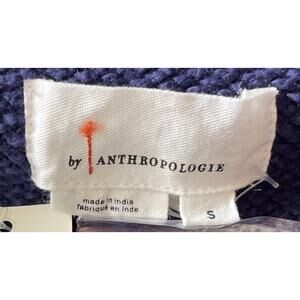 by ANTHROPOLOGIE
made in India
fabriqué en Inde
S